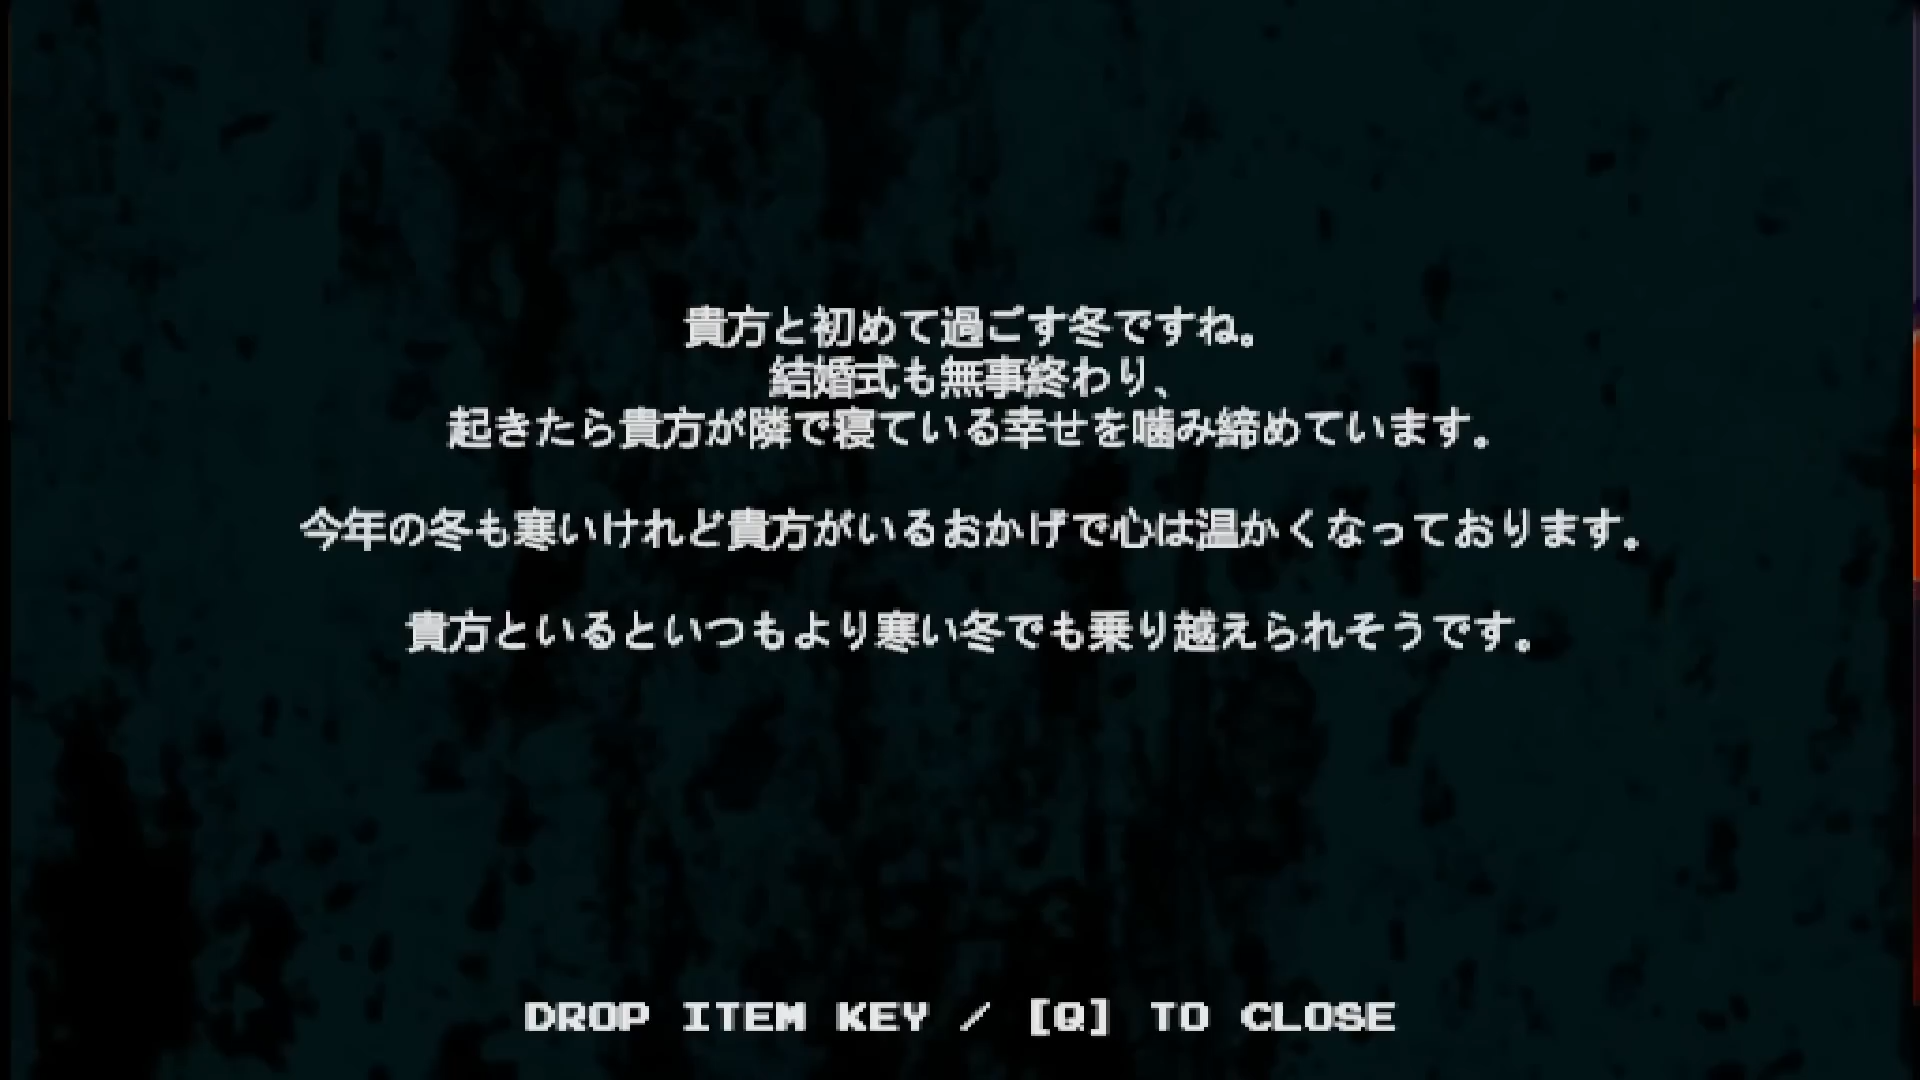 貴方と初めて過ごす冬ですね。
結婚式も無事終わり、
起きたら貴方が隣で寝ている幸せを噛み締めています。
今年の冬も寒いけれど貴方がいるおかげで心は温かくなっております。
貴方といるといつもより寒い冬でも乗り越えられそうです。
DROP ITEM KEY / [Q] TO CLOSE